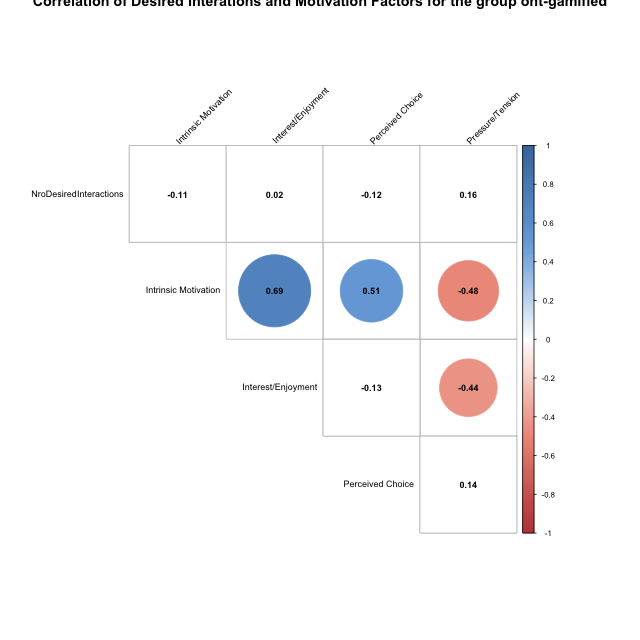 Correlation of Desired Interations and Motivation Factors for the group ont-gamified
Intrinsic Motivation
Interest/Enjoyment
Perceived Choice
Pressure/Tension
NroDesiredInteractions
-0.11
0.02
-0.12
0.16
Intrinsic Motivation
0.69
0.51
-0.48
Interest/Enjoyment
-0.13
-0.44
Perceived Choice
0.14
1
0.8
0.6
0.4
0.2
0
-0.2
-0.4
-0.6
-0.8
-1